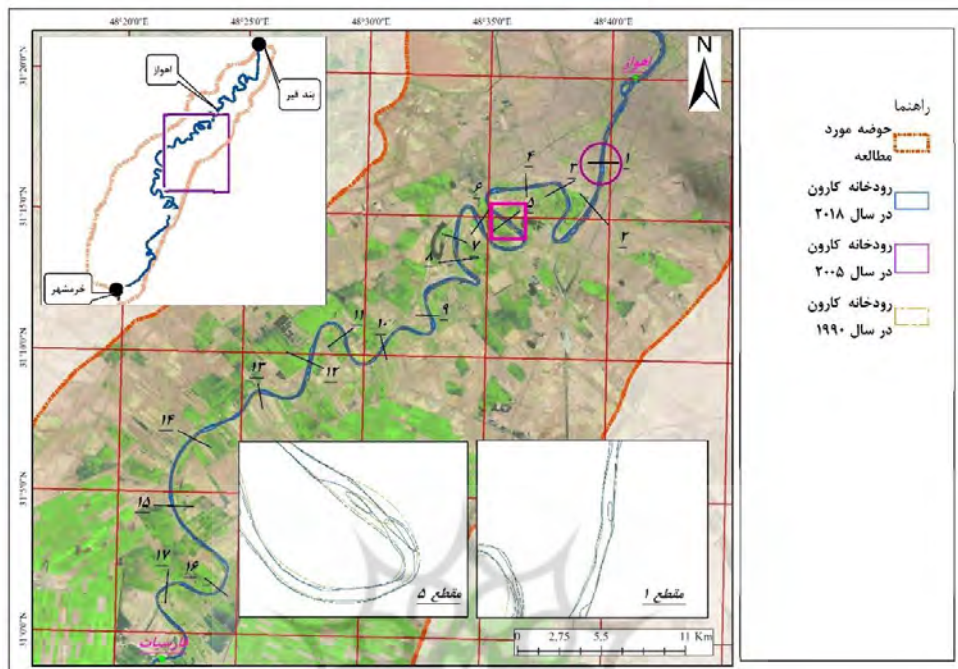 48°20'0"E
48°25'0"E
48°30'0"E
48°35'0"E
48°40'0"E
31°20'0"N
31°15'0"N
31°10'0"N
31°5'0"N
31°0'0"N
اهواز
بند قیر
خرمشهر
N
اهواز
۱
۲
۳
۴
۵
۶
۷
۸
۹
۱۰
۱۱
۱۲
۱۳
۱۴
۱۵
۱۶
۱۷
فارسیات
مقطع ۵
مقطع ۱
0 2,75 5,5 11 Km
راهنما
حوضه مورد
مطالعه
رودخانه کارون
در سال ۲۰۱۸
رودخانه کارون
در سال ۲۰۰۵
رودخانه کارون
در سال ۱۹۹۰